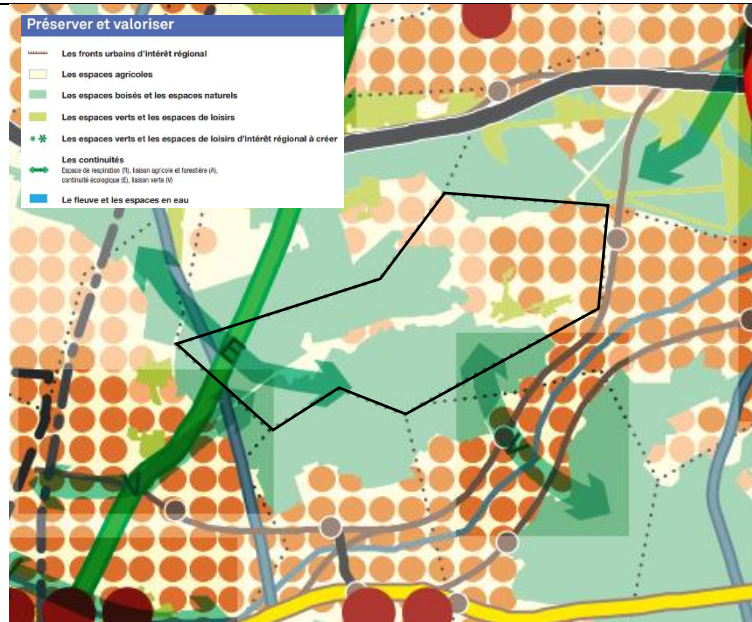 Préserver et valoriser
Les fronts urbains d'intérêt régional
Les espaces agricoles
Les espaces boisés et les espaces naturels
Les espaces verts et les espaces de loisirs
Les espaces verts et les espaces de loisirs d'intérêt régional à créer
Les continuités
Espace de respiration (R), liaison agricole et forestière (A),
continuité écologique (E), liaison verte (V)
Le fleuve et les espaces en eau
E
V
V